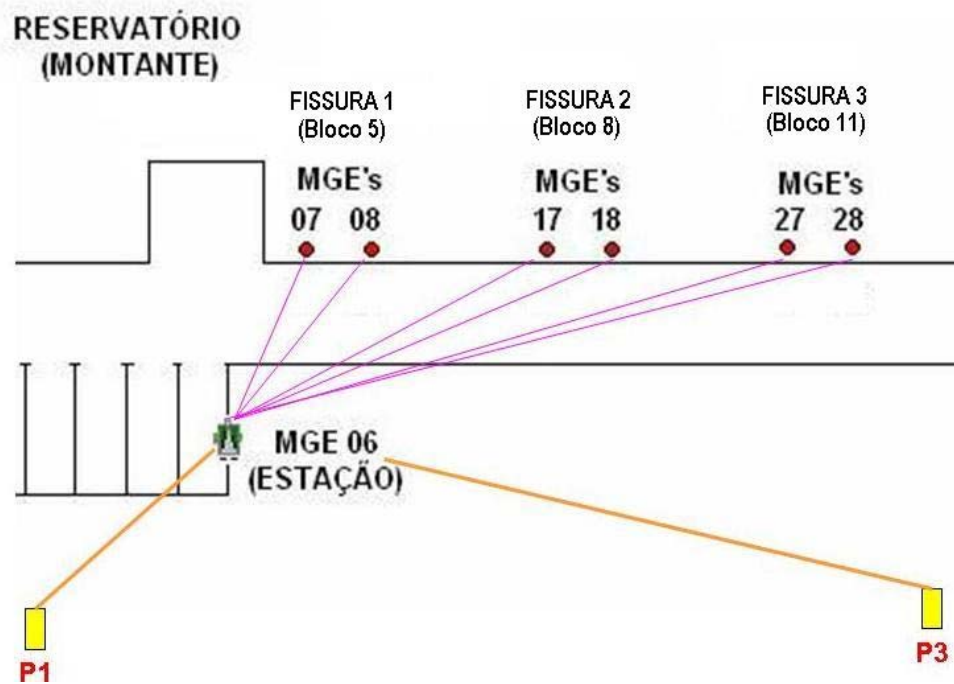 RESERVATÓRIO
(MONTANTE)
FISSURA 1
(Bloco 5)
FISSURA 2
(Bloco 8)
FISSURA 3
(Bloco 11)
MGE's
07 08
MGE's
17 18
MGE's
27 28
MGE 06
(ESTAÇÃO)
P1
P3